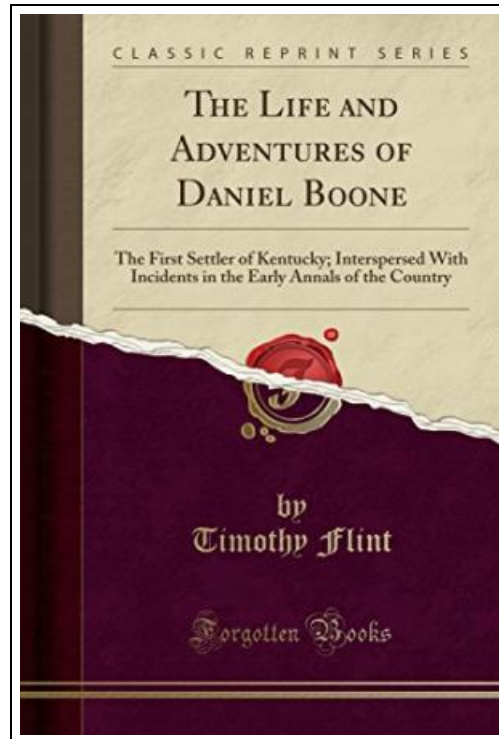 CLASSIC REPRINT SERIES
THE LIFE AND
ADVENTURES OF
DANIEL BOONE
The First Settler of Kentucky; Interspersed With
Incidents in the Early Annals of the Country
F
by
Timothy Flint
Forgotten Books